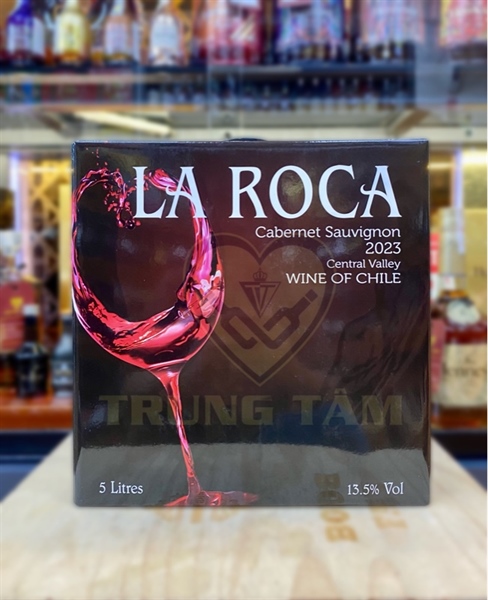 LA ROCA
Cabernet Sauvignon
2023
Central Valley
WINE OF CHILE
TRUNG TÂM
5 Litres
13.5% Vol